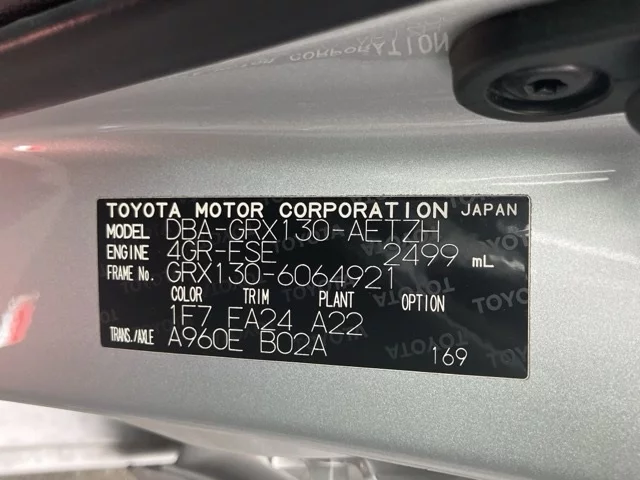 TOYOTA MOTOR CORPORATION JAPAN
MODEL DBA-GRX130-AETZH
ENGINE 4GR-FSE 2499 mL
FRAME No. GRX130-6064921
COLOR TRIM PLANT OPTION
1F7 FA24 A22
TRANS./AXLE A960E B02A
169